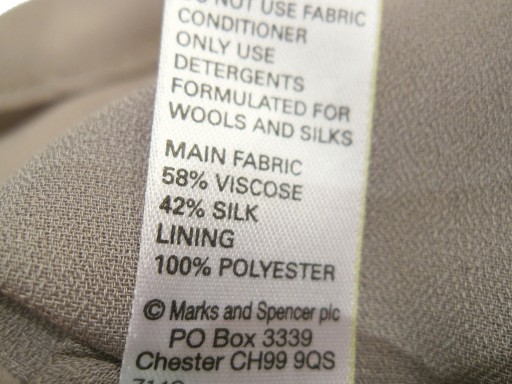 DO NOT USE FABRIC
CONDITIONER
ONLY USE
DETERGENTS
FORMULATED FOR
WOOLS AND SILKS
MAIN FABRIC
58% VISCOSE
42% SILK
LINING
100% POLYESTER
© Marks and Spencer plc
PO Box 3339
Chester CH99 9QS